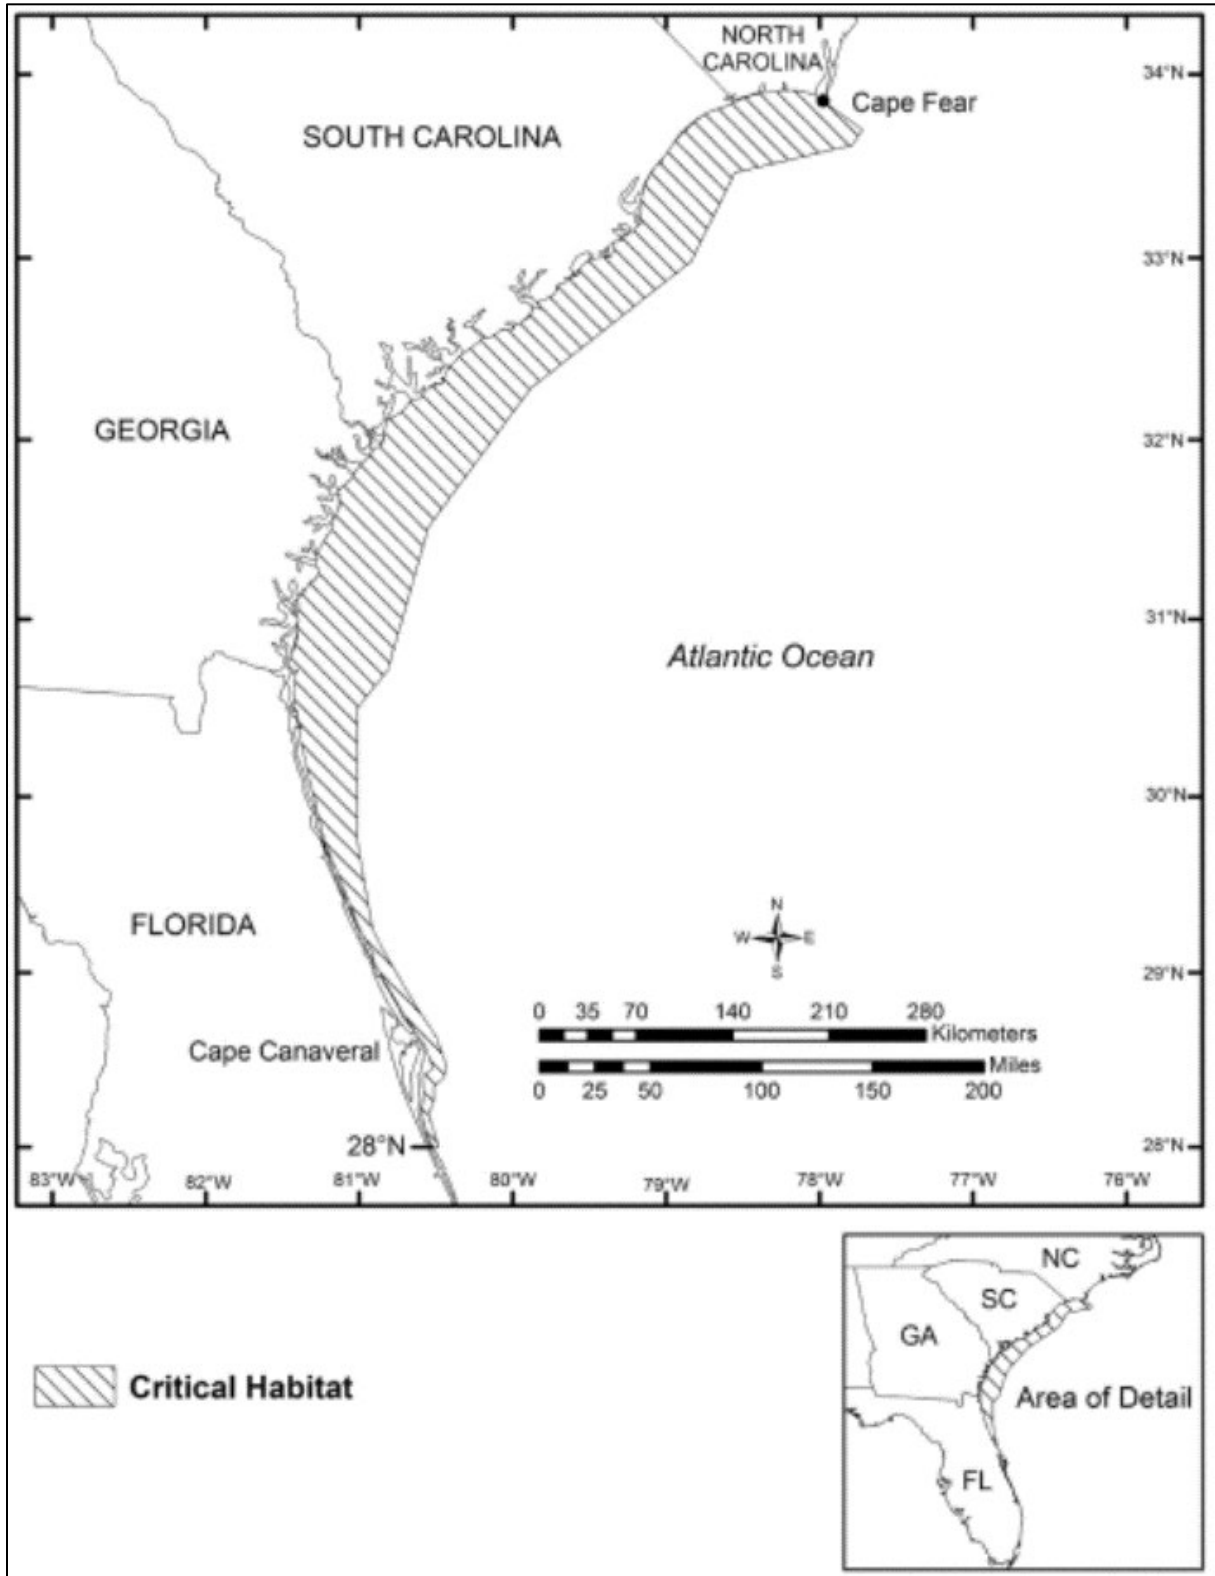 NORTH
CAROLINA
34°N
Cape Fear
SOUTH CAROLINA
33°N
GEORGIA
32°N
31°N
Atlantic Ocean
30°N
FLORIDA
N
W E
S
29°N
0 35 70 140 210 280
Kilometers
Cape Canaveral
Miles
0 25 50 100 150 200
28°N
28°N
83°W 82°W 81°W 80°W 79°W 78°W 77°W 76°W
NC
SC
GA
Area of Detail
FL
Critical Habitat